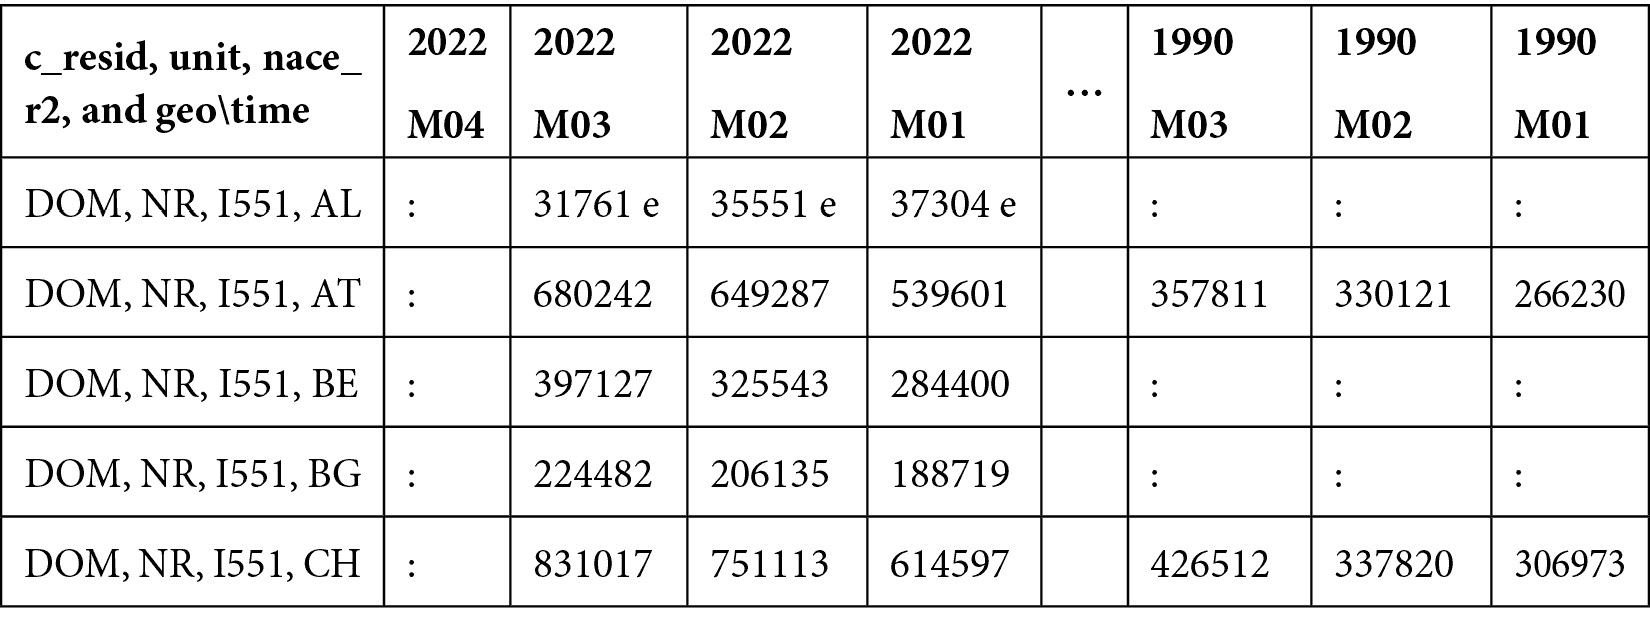 c_resid, unit, nace_
r2, and geo\time
2022
M04
2022
M03
2022
M02
2022
M01
...
1990
M03
1990
M02
1990
M01
DOM, NR, I551, AL : 31761 e 35551 e 37304 e : : :
DOM, NR, I551, AT : 680242 649287 539601 357811 330121 266230
DOM, NR, I551, BE : 397127 325543 284400 : : :
DOM, NR, I551, BG : 224482 206135 188719 : : :
DOM, NR, I551, CH : 831017 751113 614597 426512 337820 306973